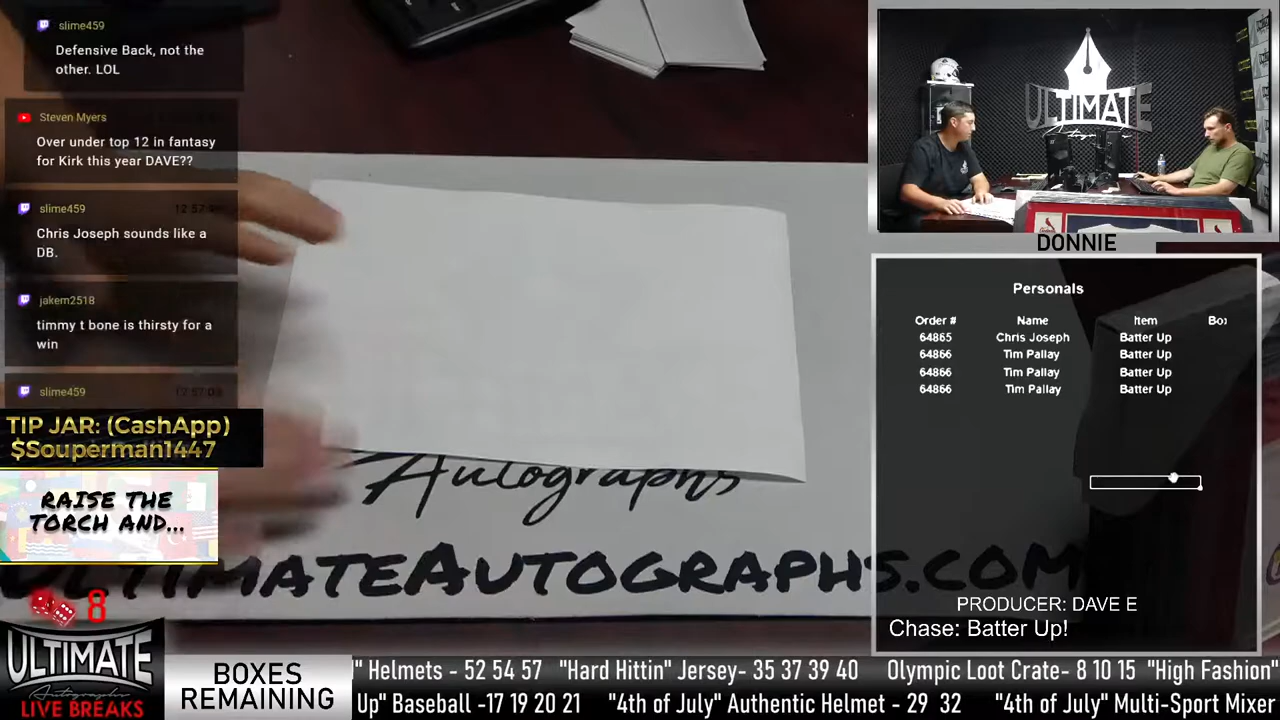 slime459
Defensive Back, not the
other. LOL
Steven Myers
Over under top 12 in fantasy
for Kirk this year DAVE??
slime459
Chris Joseph sounds like a
DB.
jakem2518
timmy t bone is thirsty for a
win
slime459
TIP JAR: (CashApp)
$Souperman1447
RAISE THE
TORCH AND...
8
ULTIMATE
Autographs
LIVE BREAKS
BOXES
REMAINING
Autographs
ULTIMATEAUTOGRAPHS.COM
ULTIMATE
Autographs
DONNIE
Personals
Order # Name Item Box
64865 Chris Joseph Batter Up
64866 Tim Pallay Batter Up
64866 Tim Pallay Batter Up
64866 Tim Pallay Batter Up
PRODUCER: DAVE E
Chase: Batter Up!
" Helmets - 52 54 57 "Hard Hittin" Jersey- 35 37 39 40 Olympic Loot Crate- 8 10 15 "High Fashion"
Up" Baseball -17 19 20 21 "4th of July" Authentic Helmet - 29 32 "4th of July" Multi-Sport Mixer